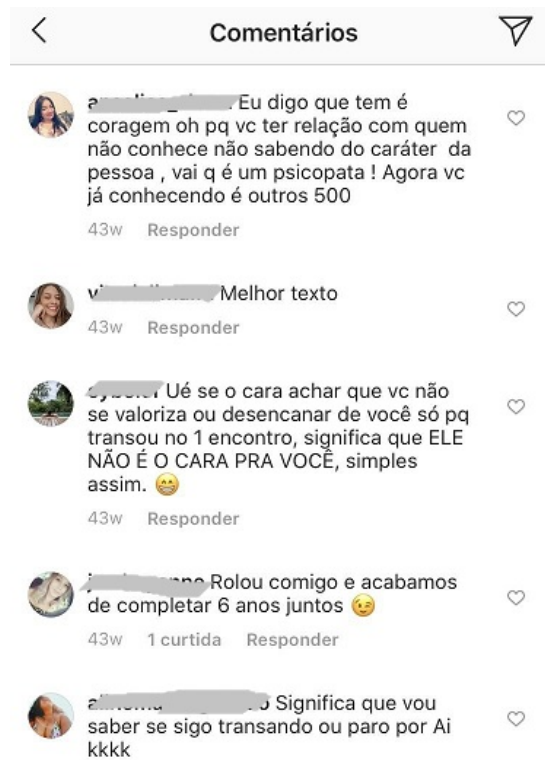 Comentários
Eu digo que tem é
coragem oh pq vc ter relação com quem
não conhece não sabendo do caráter da
pessoa , vai q é um psicopata ! Agora vc
já conhecendo é outros 500
43w Responder
Melhor texto
43w Responder
Ué se o cara achar que vc não
se valoriza ou desencanar de você só pq
transou no 1 encontro, significa que ELE
NÃO É O CARA PRA VOCÊ, simples
assim. 😁
43w Responder
Rolou comigo e acabamos
de completar 6 anos juntos 😉
43w 1 curtida Responder
Significa que vou
saber se sigo transando ou paro por Ai
kkkk